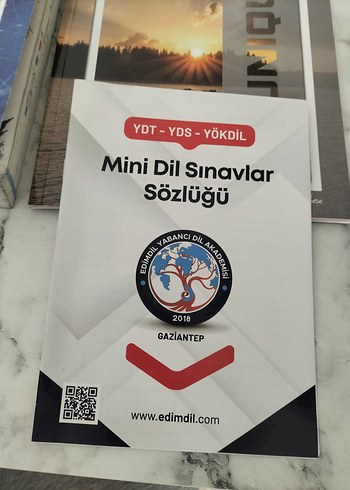 YDT - YDS - YÖKDİL
Mini Dil Sınavlar
Sözlüğü
EDİMDİL YABANCI DİL AKADEMİSİ
2018
GAZİANTEP
www.edimdil.com